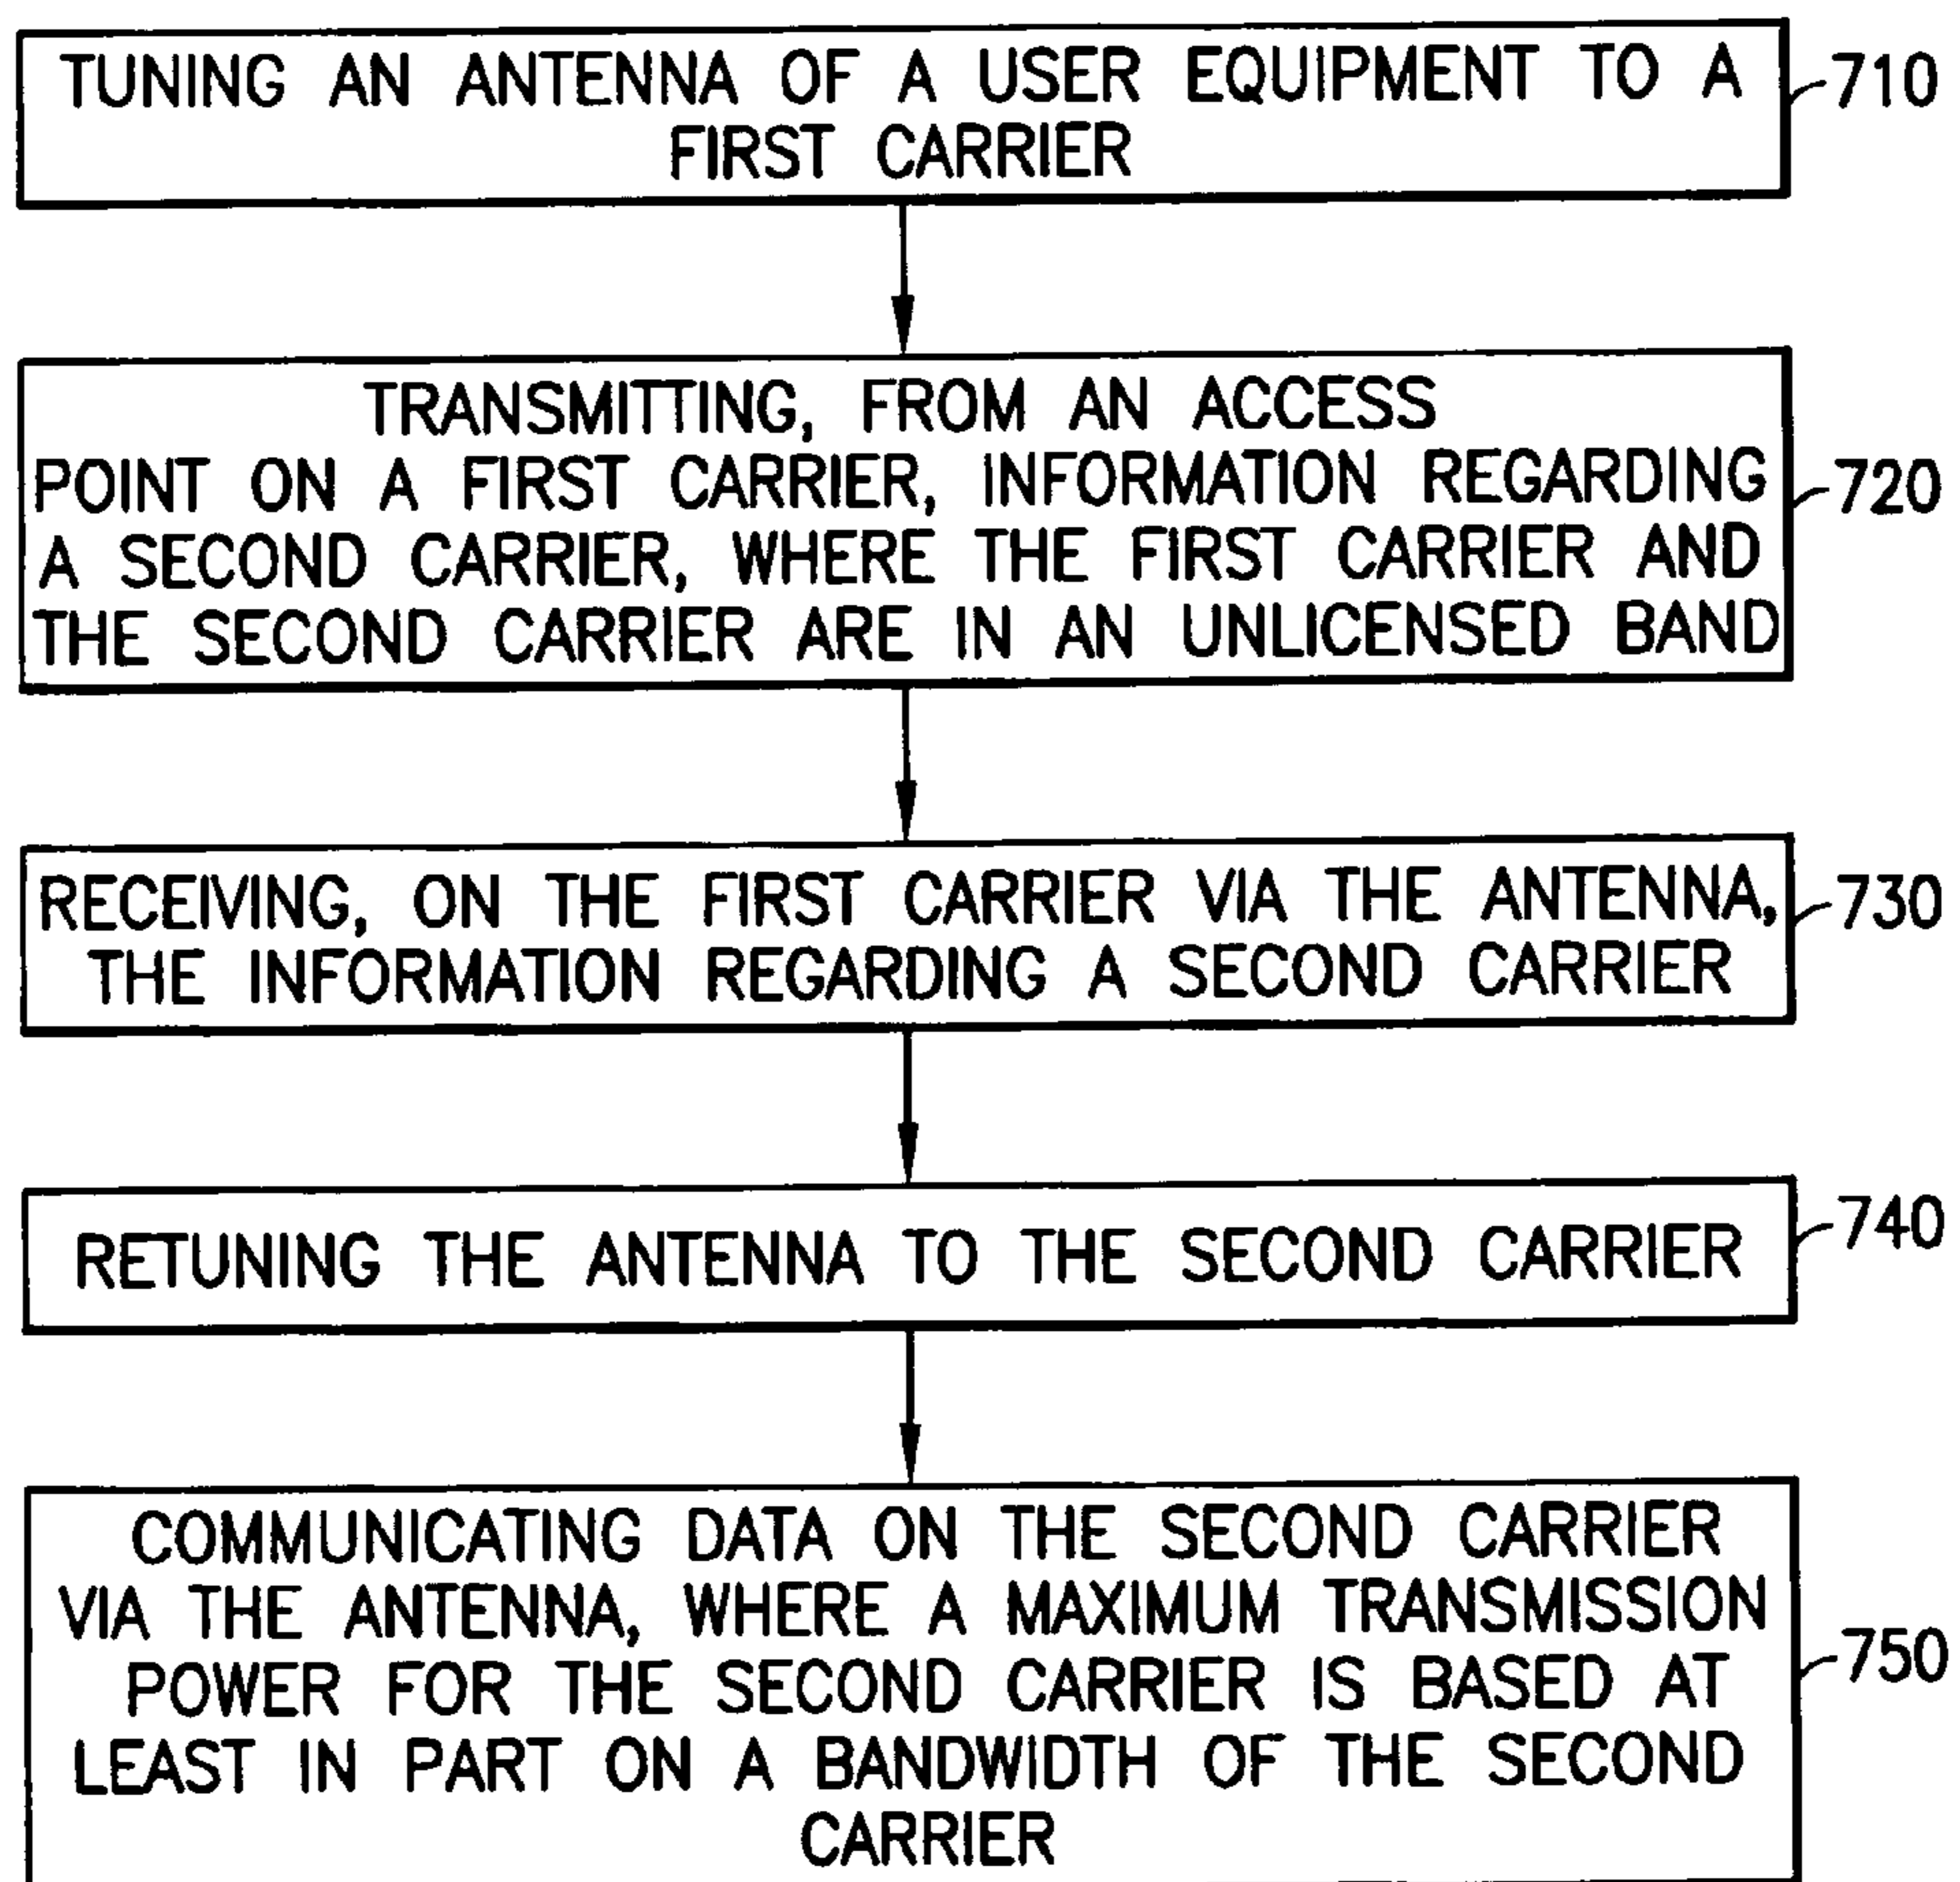 TUNING AN ANTENNA OF A USER EQUIPMENT TO A
FIRST CARRIER
710
TRANSMITTING, FROM AN ACCESS
POINT ON A FIRST CARRIER, INFORMATION REGARDING
A SECOND CARRIER, WHERE THE FIRST CARRIER AND
THE SECOND CARRIER ARE IN AN UNLICENSED BAND
720
RECEIVING, ON THE FIRST CARRIER VIA THE ANTENNA,
THE INFORMATION REGARDING A SECOND CARRIER
730
RETUNING THE ANTENNA TO THE SECOND CARRIER
740
COMMUNICATING DATA ON THE SECOND CARRIER
VIA THE ANTENNA, WHERE A MAXIMUM TRANSMISSION
POWER FOR THE SECOND CARRIER IS BASED AT
LEAST IN PART ON A BANDWIDTH OF THE SECOND
CARRIER
750